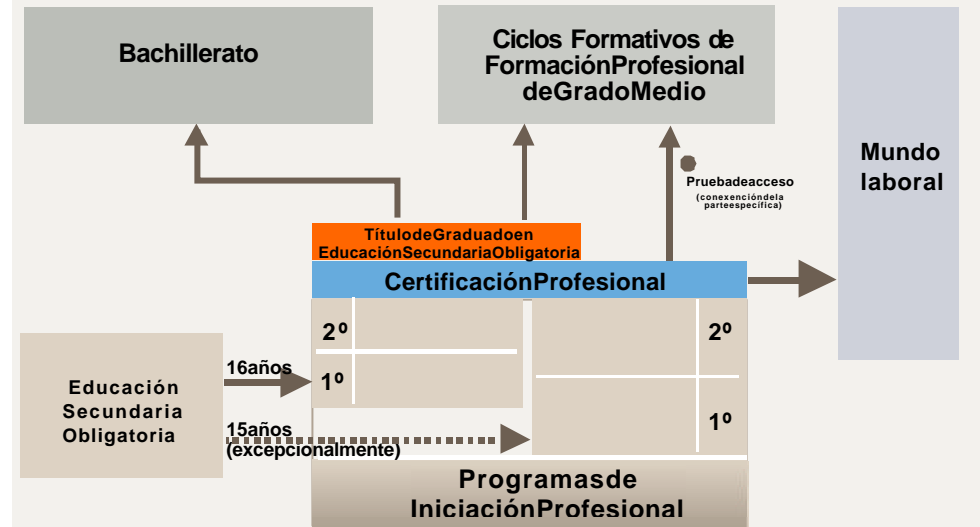 Bachillerato
Ciclos Formativos de
FormaciónProfesional
deGradoMedio
Mundo
laboral
Pruebadeacceso
(conexencióndela
parteespecífica)
TítulodeGraduadoen
EducaciónSecundariaObligatoria
CertificaciónProfesional
2º
1º
2º
1º
16años
Educación
Secundaria
Obligatoria
15años
(excepcionalmente)
Programasde
IniciaciónProfesional